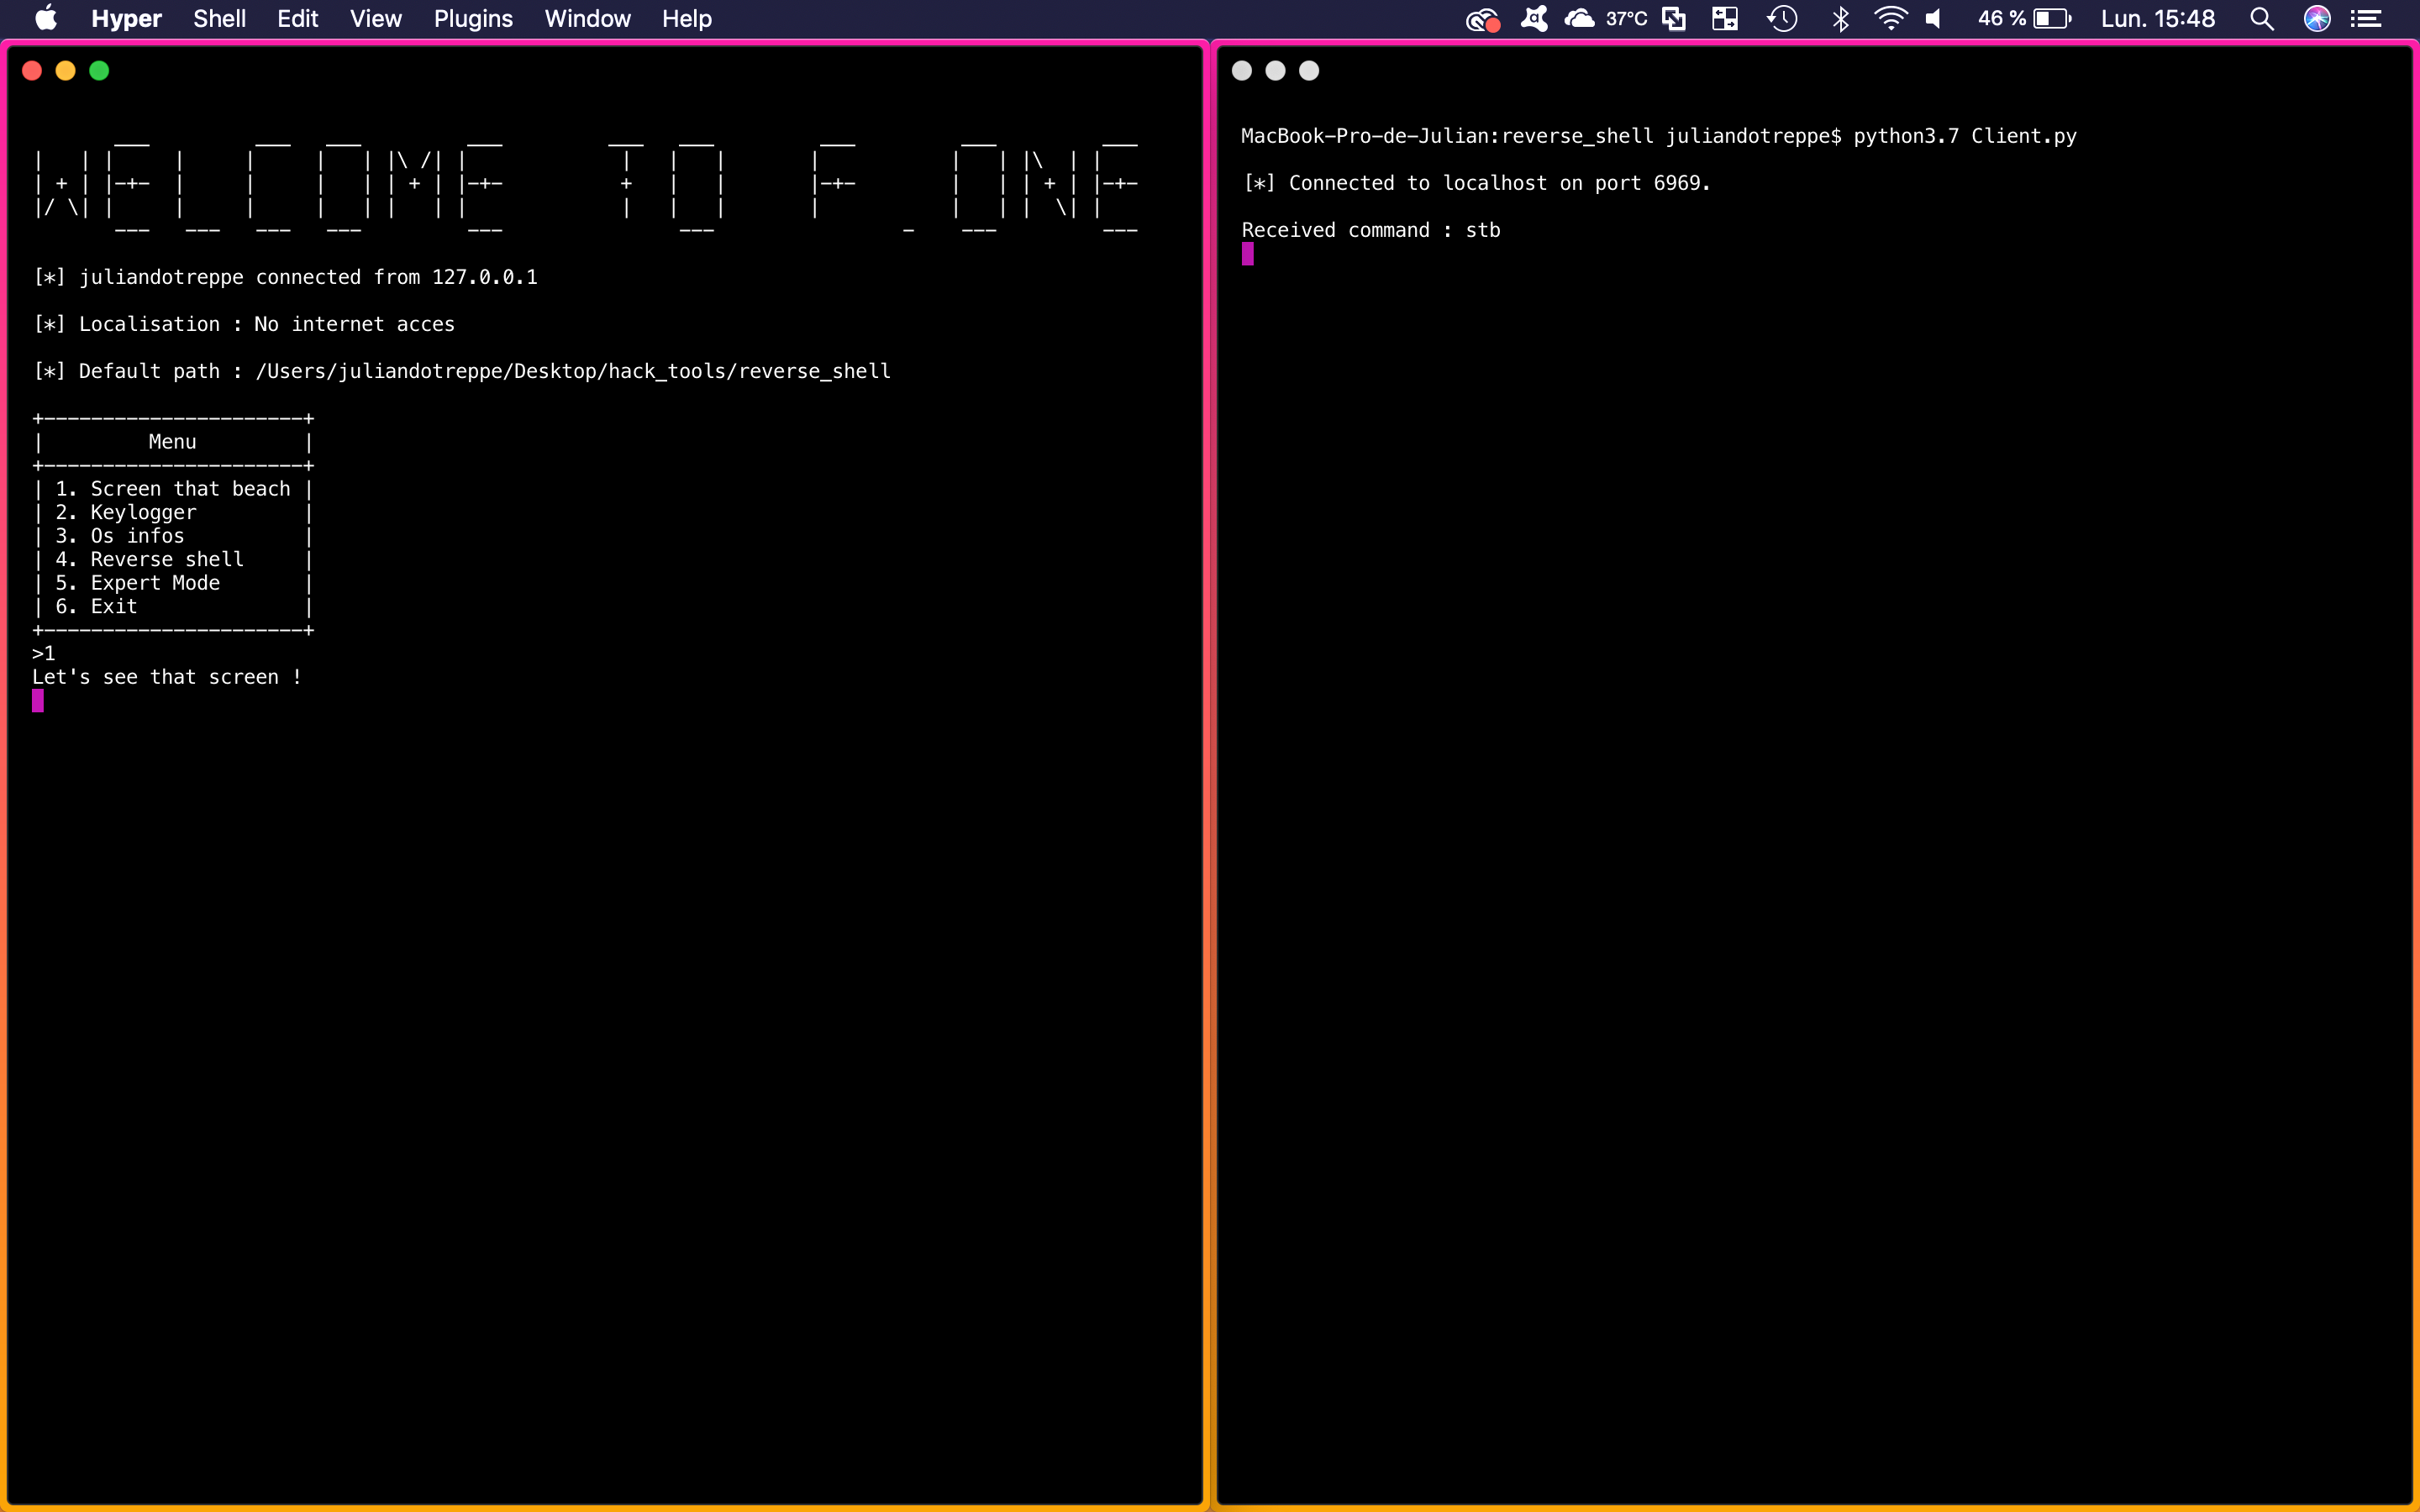 Hyper Shell Edit View Plugins Window Help 37°C 46 % Lun. 15:48
WELCOME TO F_ONE
[*] juliandotreppe connected from 127.0.0.1
[*] Localisation : No internet acces
[*] Default path : /Users/juliandotreppe/Desktop/hack_tools/reverse_shell
+----------------------+
| Menu |
+----------------------+
| 1. Screen that beach |
| 2. Keylogger |
| 3. Os infos |
| 4. Reverse shell |
| 5. Expert Mode |
| 6. Exit |
+----------------------+
>1
Let's see that screen !
MacBook-Pro-de-Julian:reverse_shell juliandotreppe$ python3.7 Client.py
[*] Connected to localhost on port 6969.
Received command : stb